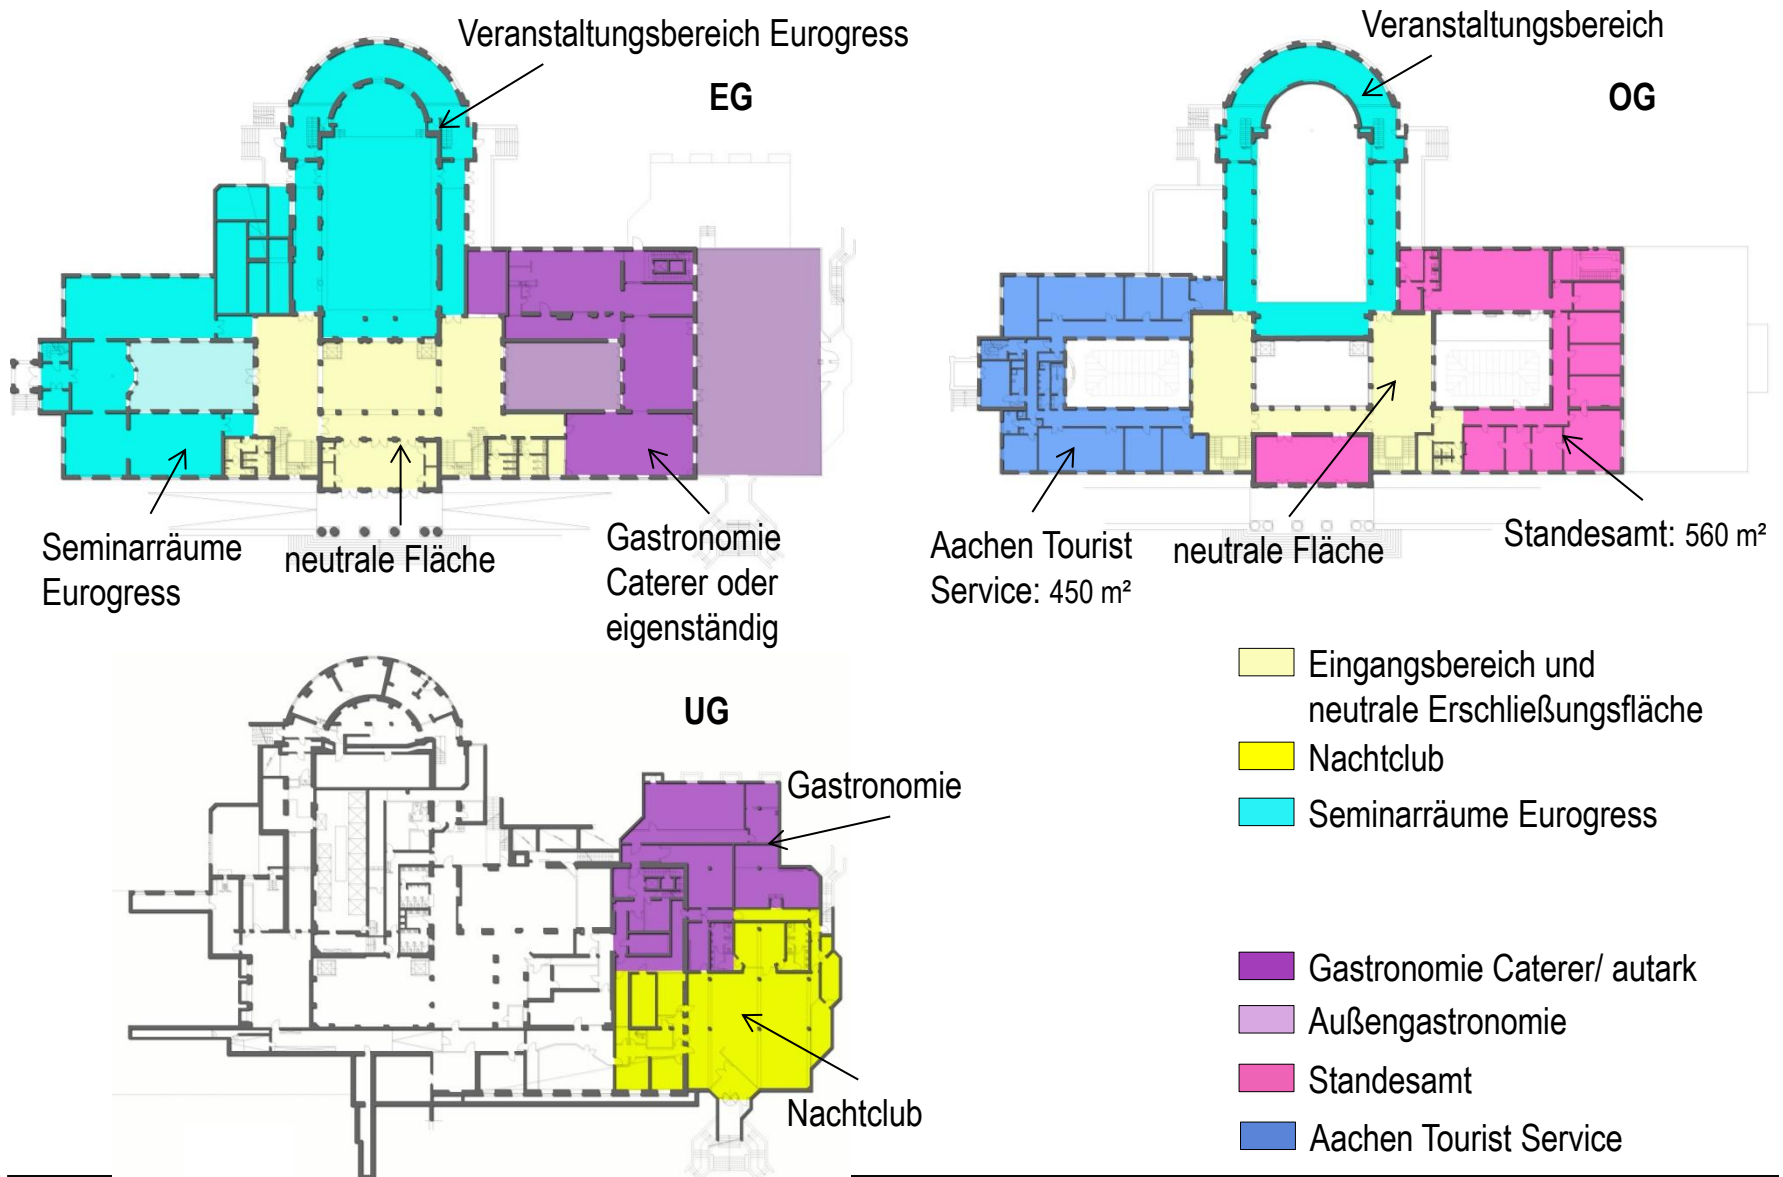 Veranstaltungsbereich Eurogress
EG
Seminarräume
Eurogress
neutrale Fläche
Gastronomie
Caterer oder
eigenständig
Veranstaltungsbereich
OG
Aachen Tourist
Service: 450 m²
neutrale Fläche
Standesamt: 560 m²
UG
Gastronomie
Nachtclub
Eingangsbereich und
neutrale Erschließungsfläche
Nachtclub
Seminarräume Eurogress
Gastronomie Caterer/ autark
Außengastronomie
Standesamt
Aachen Tourist Service